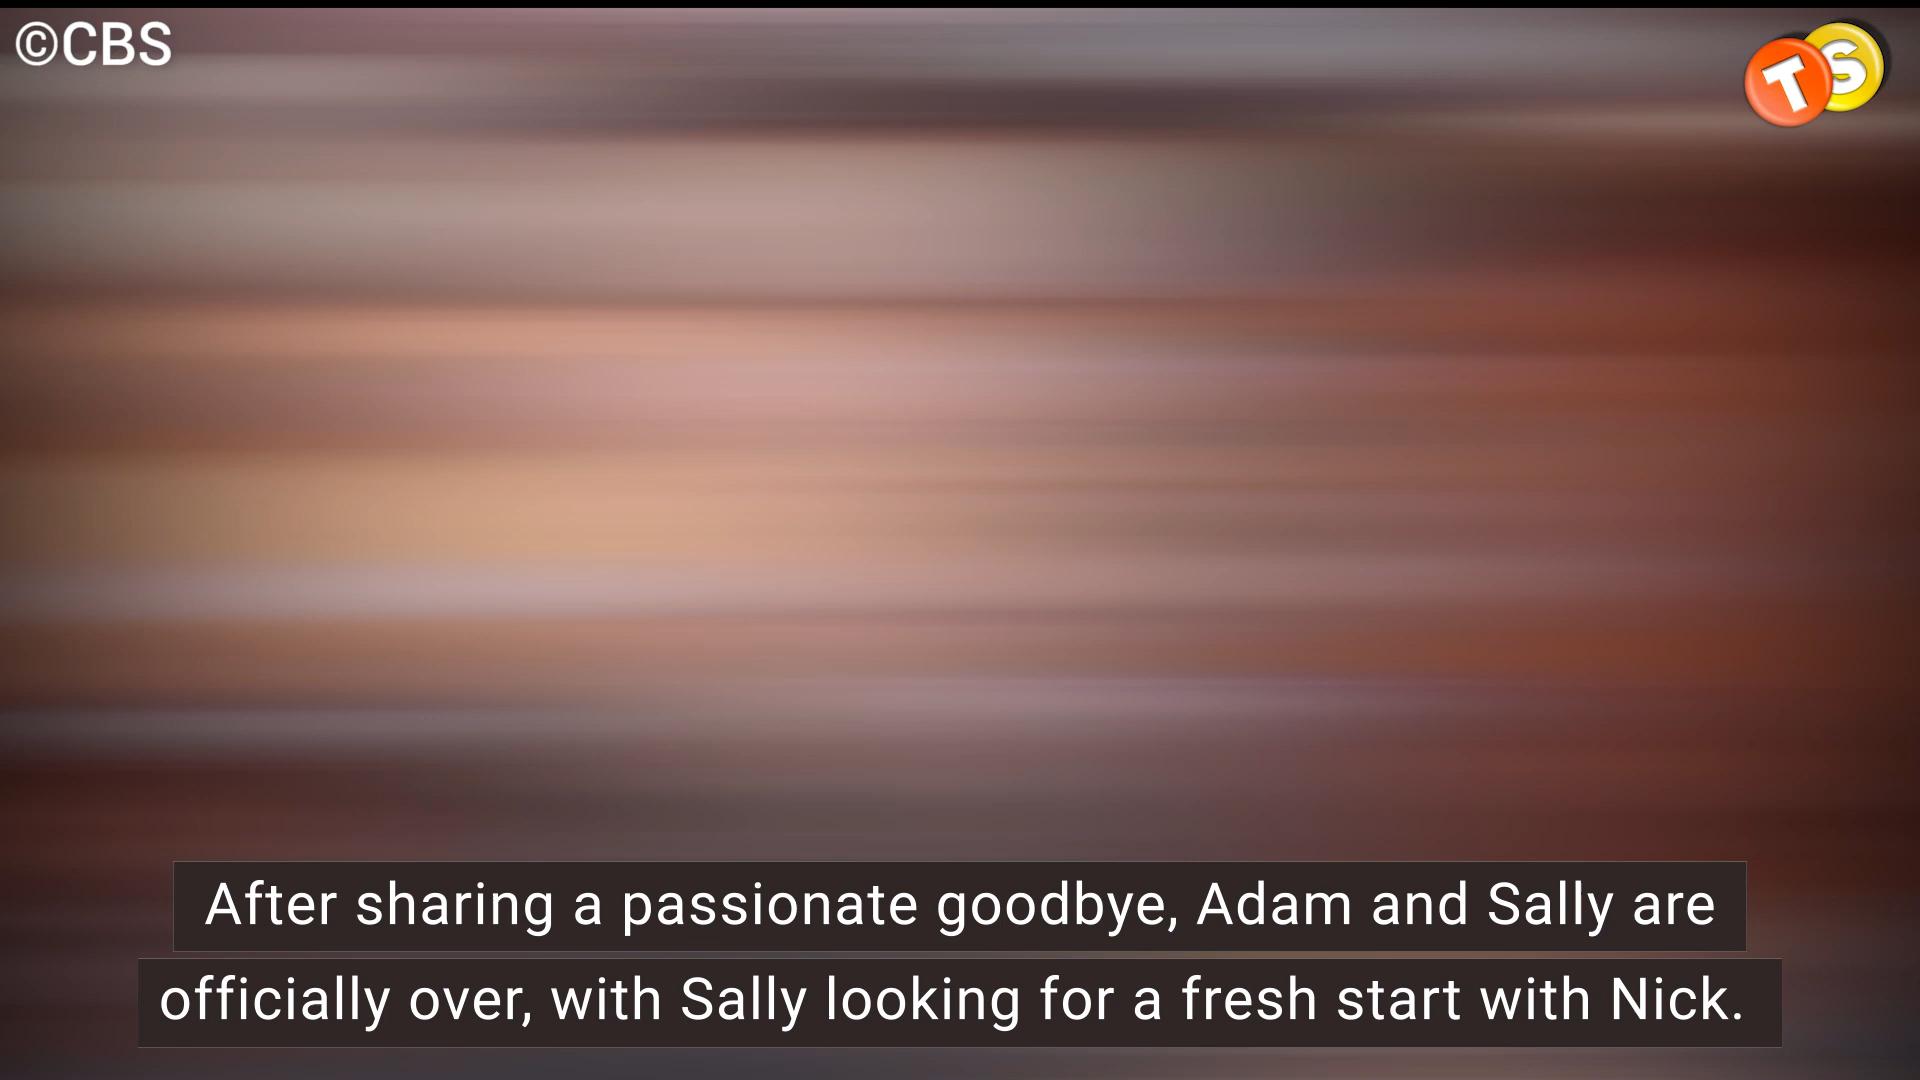 ©CBS
TS
After sharing a passionate goodbye, Adam and Sally are
officially over, with Sally looking for a fresh start with Nick.